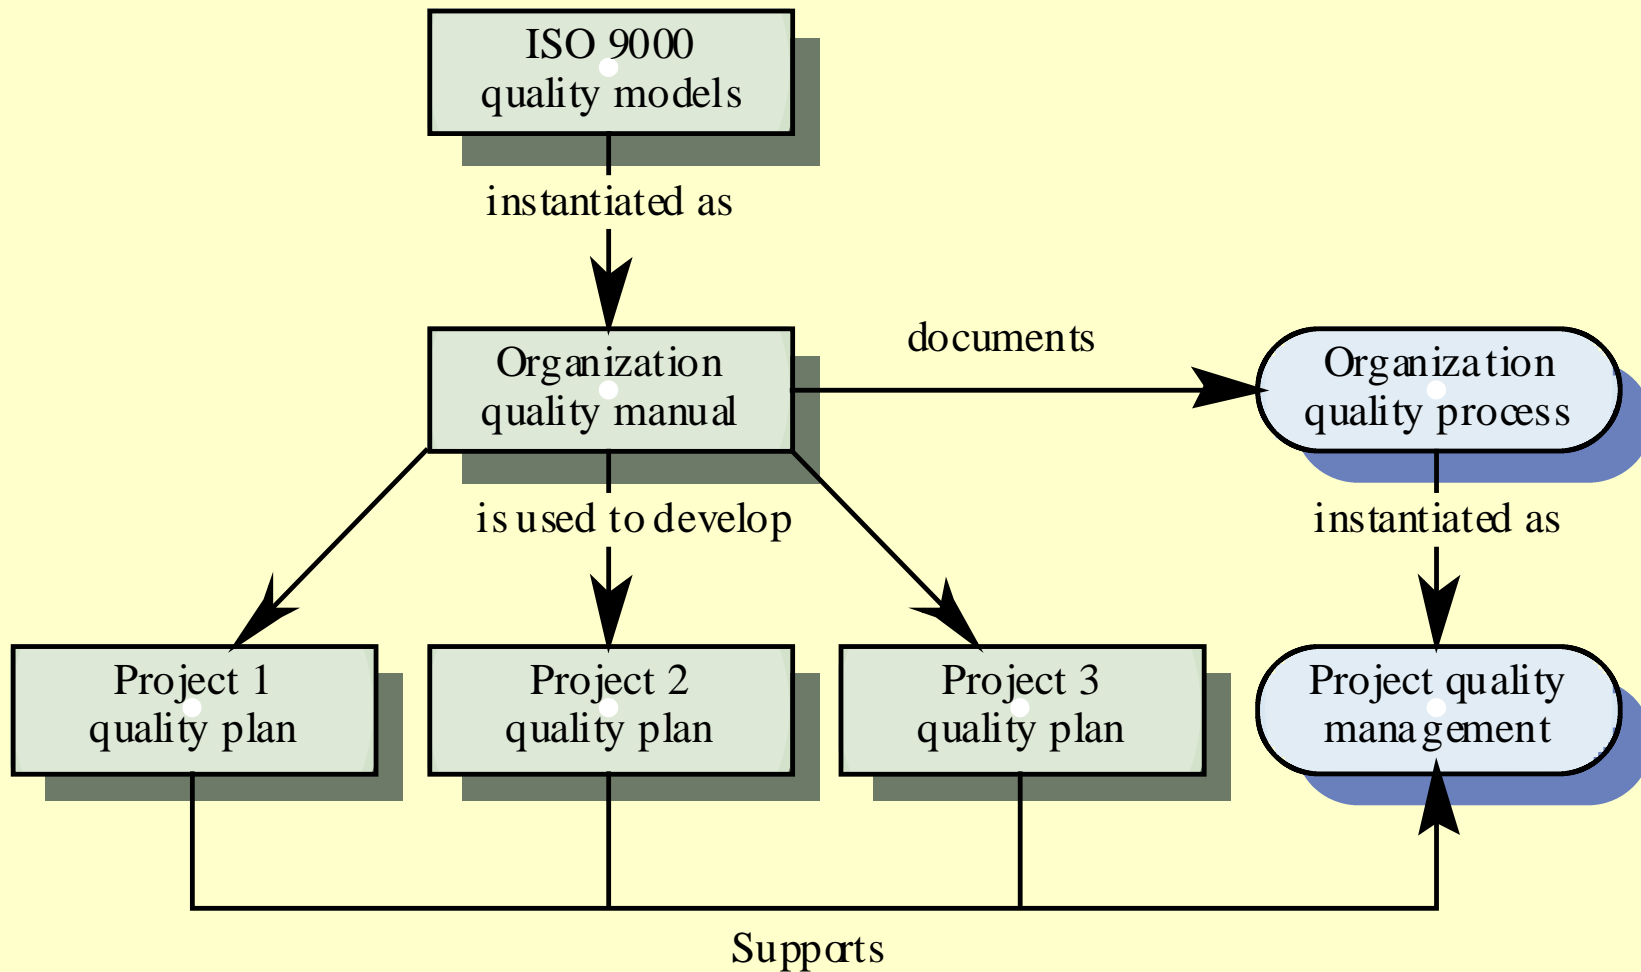 ISO 9000
quality models
instantiated as
Organization
quality manual
documents
Organization
quality process
is used to develop
instantiated as
Project 1
quality plan
Project 2
quality plan
Project 3
quality plan
Project quality
management
Supports